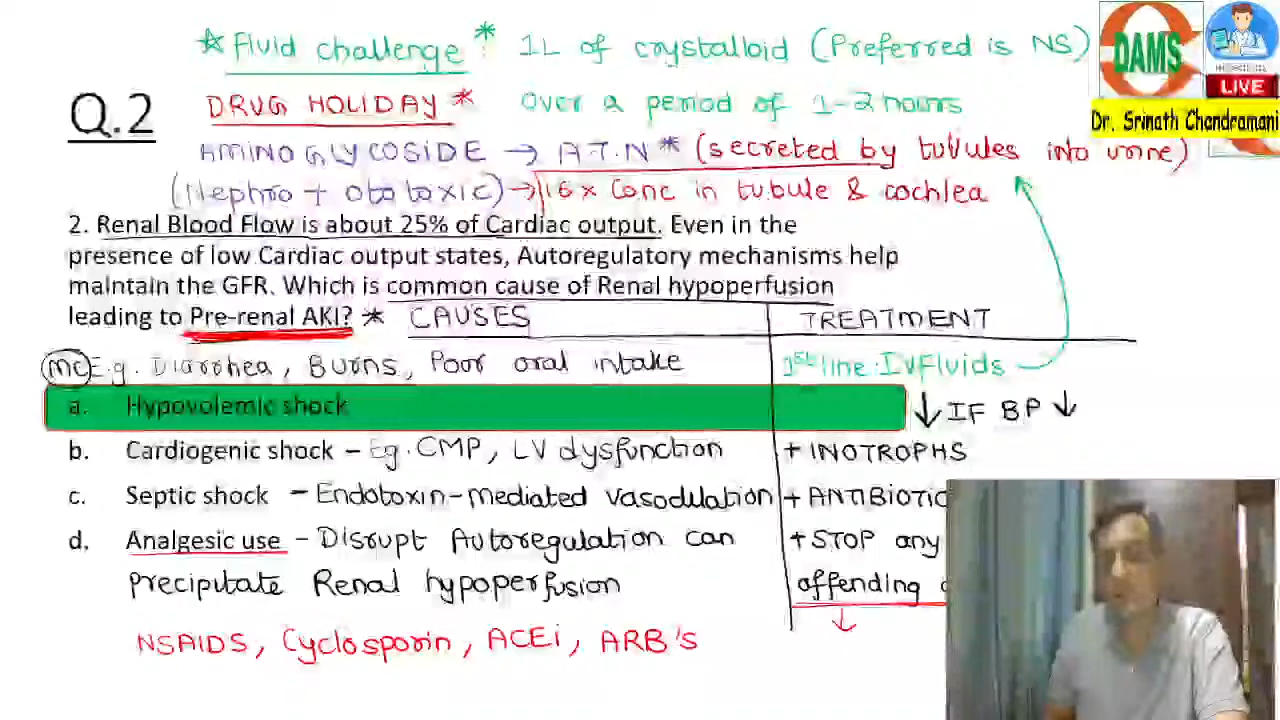 ☆ Fluid challenge * : 1L of crystalloid (Preferred is NS)
DAMS
LIVE
Dr. Srinath Chandramani
Q.2
DRUG HOLIDAY * over a period of 1-2 hours
AMINOGLYCOSIDE → A.T.N * (secreted by tubules into urine)
(Nephro + ototoxic) → 16x Conc in tubule & cochlea
2. Renal Blood Flow is about 25% of Cardiac output. Even in the
presence of low Cardiac output states, Autoregulatory mechanisms help
maintain the GFR. Which is common cause of Renal hypoperfusion
leading to Pre-renal AKI? * CAUSES TREATMENT
MC E.g. Diarrhea, Burns, Poor oral intake 1st line: IV Fluids
a. Hypovolemic shock ↓ IF BP ↓
b. Cardiogenic shock – Eg. CMP, LV dysfunction + INOTROPHS
c. Septic shock – Endotoxin-mediated vasodilation + ANTIBIOTIC
d. Analgesic use – Disrupt Autoregulation can + STOP any
precipitate Renal hypoperfusion offending
NSAIDS, Cyclosporin, ACEi, ARB's ↓